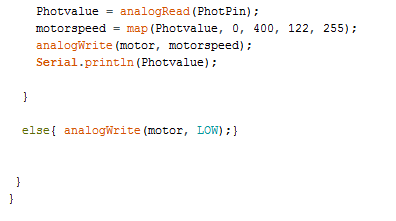 Photvalue = analogRead(PhotPin);
motorspeed = map(Photvalue, 0, 400, 122, 255);
analogWrite(motor, motorspeed);
Serial.println(Photvalue);
}
else{ analogWrite(motor, LOW);}
}
}